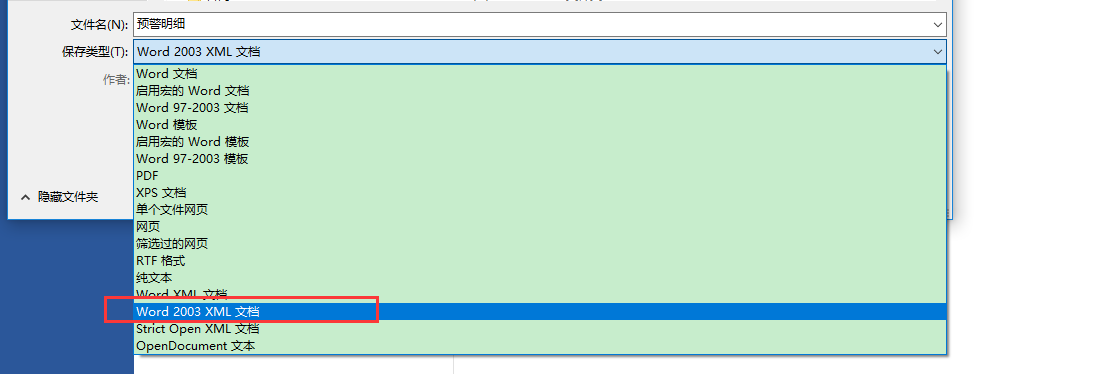 文件名(N): 预警明细
保存类型(T): Word 2003 XML 文档
作者:
Word 文档
启用宏的 Word 文档
Word 97-2003 文档
Word 模板
启用宏的 Word 模板
Word 97-2003 模板
PDF
XPS 文档
单个文件网页
网页
筛选过的网页
RTF 格式
纯文本
Word XML 文档
Word 2003 XML 文档
Strict Open XML 文档
OpenDocument 文本
隐藏文件夹